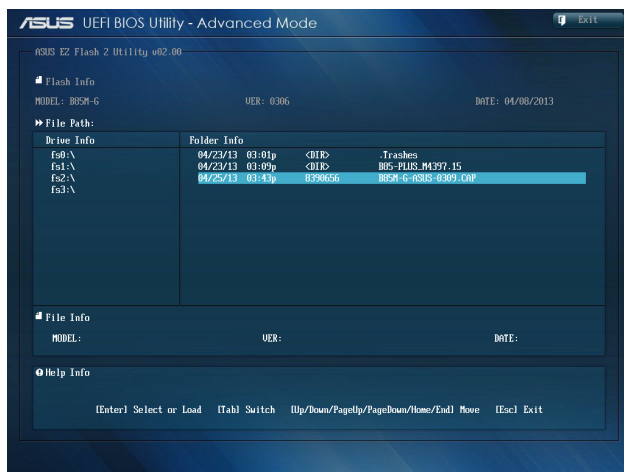 ASUS UEFI BIOS Utility - Advanced Mode
Exit
ASUS EZ Flash 2 Utility v02.00
Flash Info
MODEL: B85M-G VER: 0306 DATE: 04/08/2013
File Path:
Drive Info Folder Info
fs0:\ 04/23/13 03:01p <DIR> .Trashes
fs1:\ 04/23/13 03:09p <DIR> B85-PLUS_M4397.15
fs2:\ 04/25/13 03:43p 8390656 B85M-G-ASUS-0309.CAP
fs3:\
File Info
MODEL: VER: DATE:
Help Info
[Enter] Select or Load [Tab] Switch [Up/Down/PageUp/PageDown/Home/End] Move [Esc] Exit